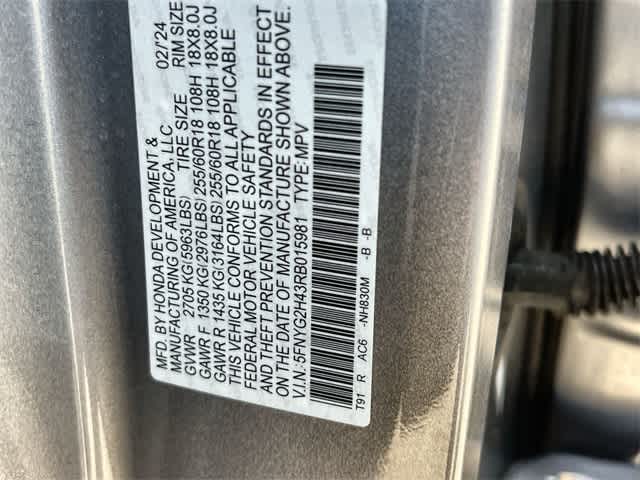 MFD. BY HONDA DEVELOPMENT &
MANUFACTURING OF AMERICA, LLC 02/'24
GVWR 2705 KG(5963LBS) TIRE SIZE RIM SIZE
GAWR F 1350 KG(2976LBS) 255/60R18 108H 18X8.0J
GAWR R 1435 KG(3164LBS) 255/60R18 108H 18X8.0J
THIS VEHICLE CONFORMS TO ALL APPLICABLE
FEDERAL MOTOR VEHICLE SAFETY
AND THEFT PREVENTION STANDARDS IN EFFECT
ON THE DATE OF MANUFACTURE SHOWN ABOVE.
V.I.N.: 5FNYG2H43RB015981 TYPE: MPV
T91 R AC6 -NH830M -B -B